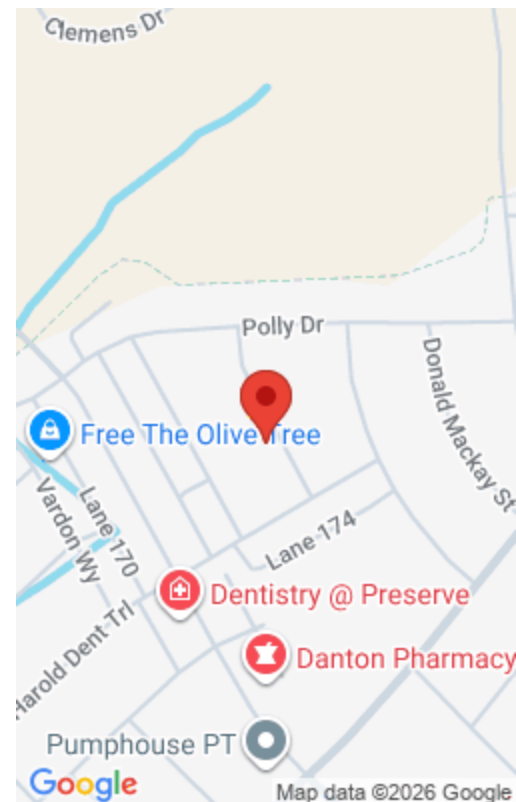 Clemens Dr
Polly Dr
Donald Mackay St
Free The Olive Tree
Lane 170
Vardon Wy
Lane 174
Dentistry @ Preserve
Harold Dent Trl
Danton Pharmacy
Pumphouse PT
Google
Map data ©2026 Google